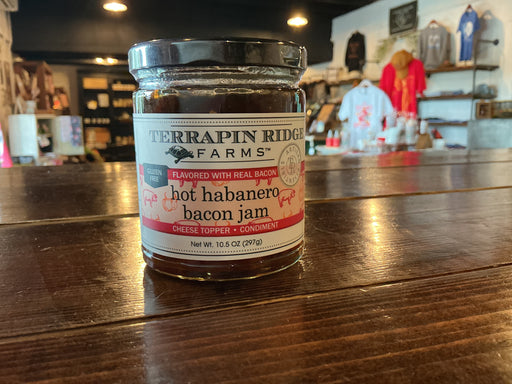 TERRAPIN RIDGE
FARMS™
GLUTEN
FREE
FLAVORED WITH REAL BACON
hot habanero
bacon jam
CHEESE TOPPER • CONDIMENT
Net Wt. 10.5 OZ (297g)